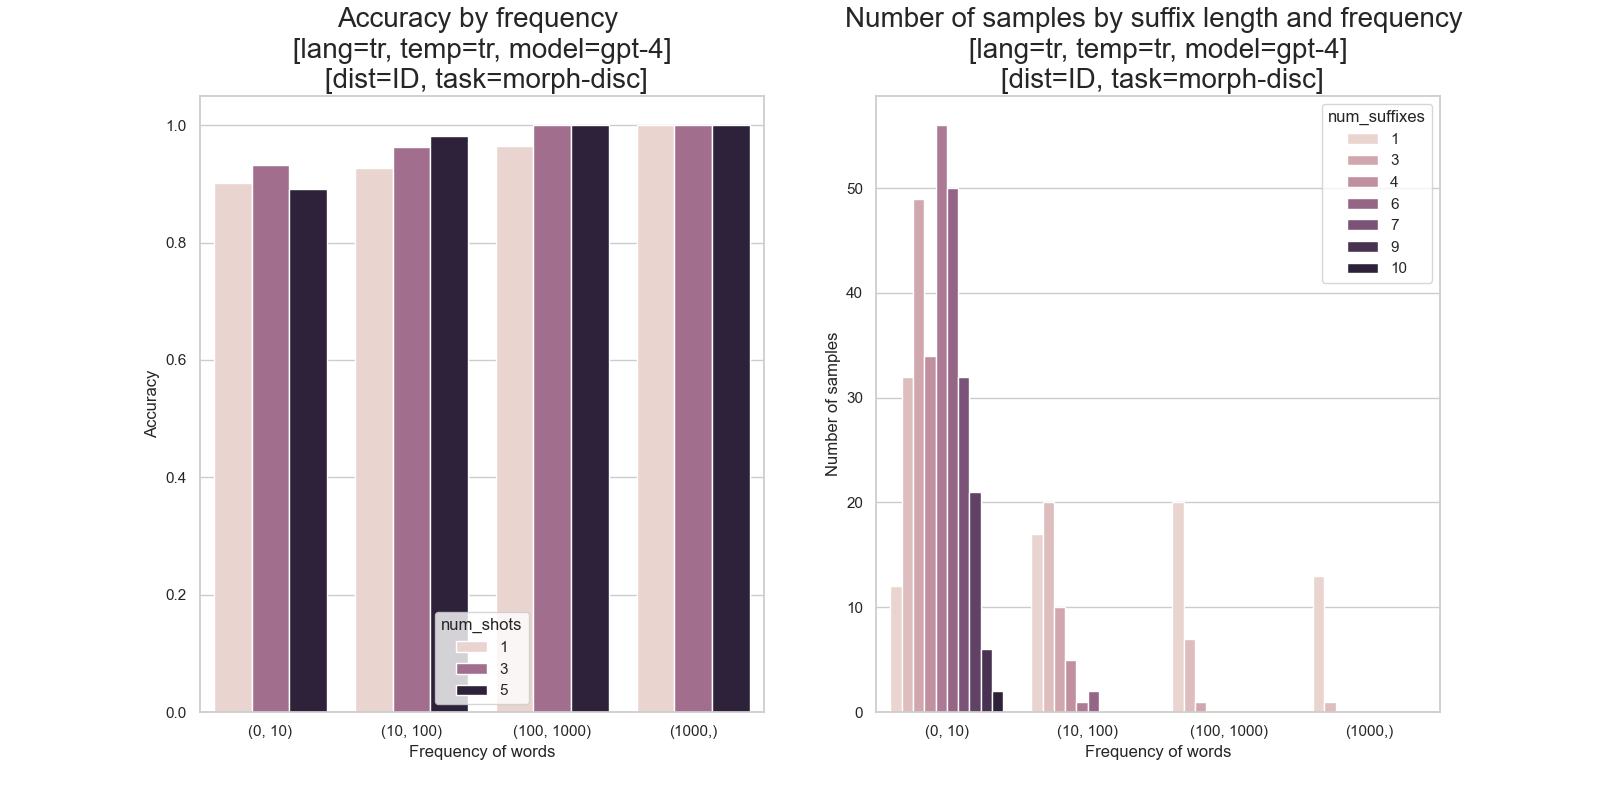 Accuracy by frequency
[lang=tr, temp=tr, model=gpt-4]
[dist=ID, task=morph-disc]
1.0
0.8
0.6
0.4
0.2
0.0
Accuracy
num_shots
1
3
5
(0, 10)
(10, 100)
(100, 1000)
(1000,)
Frequency of words
Number of samples by suffix length and frequency
[lang=tr, temp=tr, model=gpt-4]
[dist=ID, task=morph-disc]
50
40
30
20
10
0
Number of samples
num_suffixes
1
3
4
6
7
9
10
(0, 10)
(10, 100)
(100, 1000)
(1000,)
Frequency of words